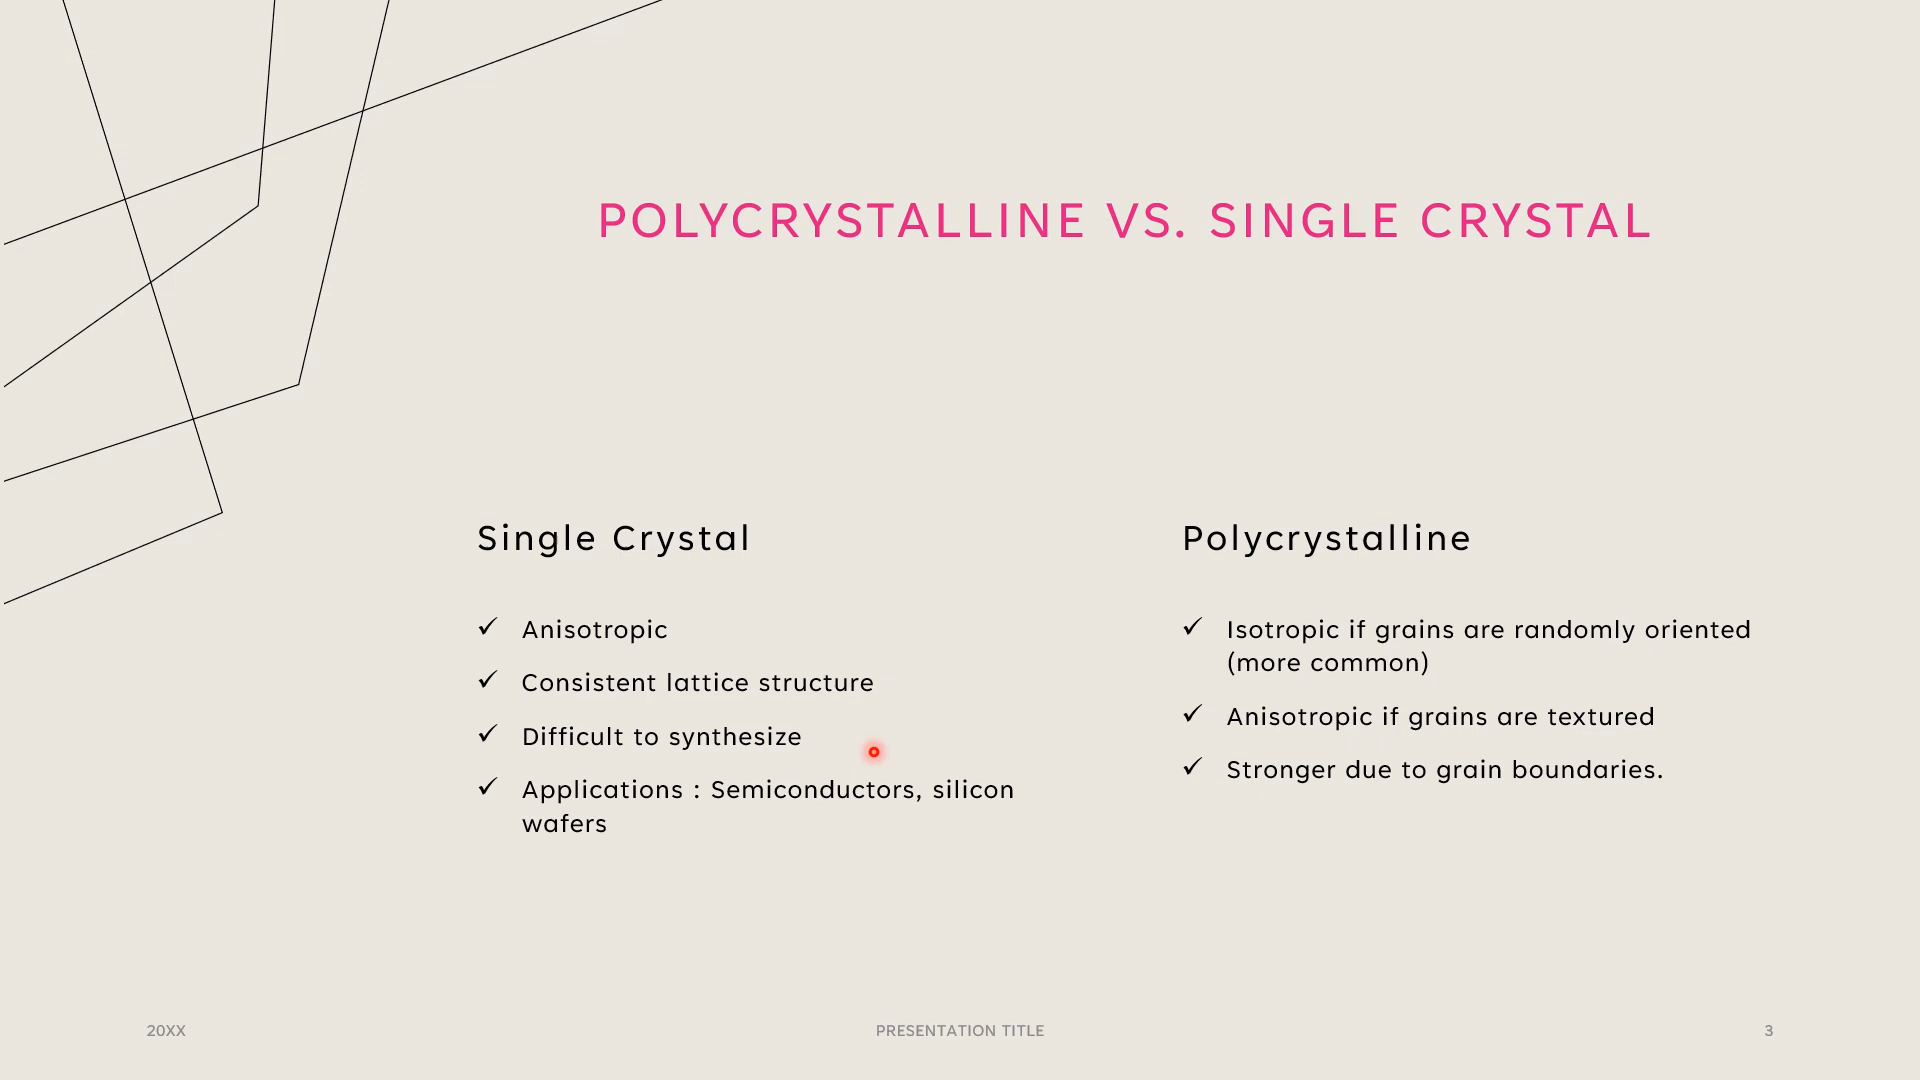 POLYCRYSTALLINE VS. SINGLE CRYSTAL
Single Crystal
Anisotropic
Consistent lattice structure
Difficult to synthesize
Applications : Semiconductors, silicon
wafers
Polycrystalline
Isotropic if grains are randomly oriented
(more common)
Anisotropic if grains are textured
Stronger due to grain boundaries.
20XX
PRESENTATION TITLE
3